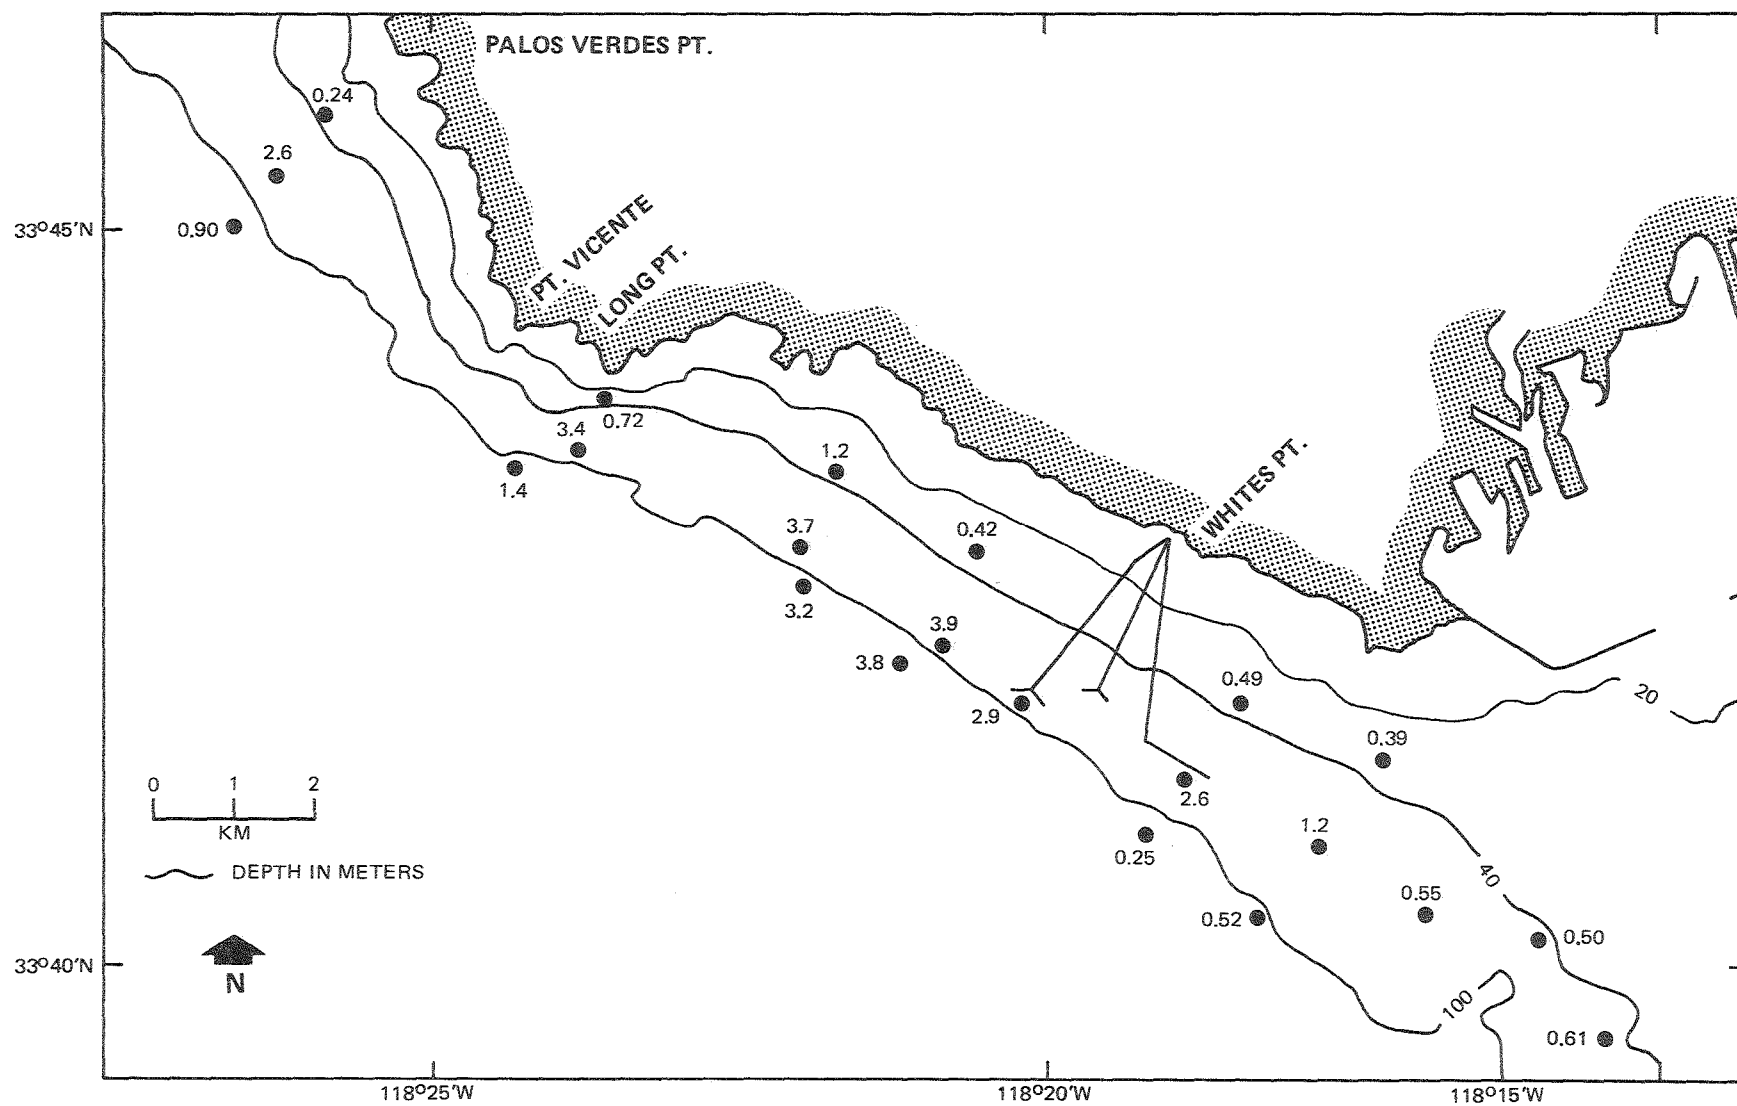 PALOS VERDES PT.
0.24
2.6
0.90
33°45'N
PT. VICENTE
LONG PT.
0.72
3.4
1.4
1.2
WHITES PT.
3.7
0.42
3.2
3.9
3.8
2.9
0.49
20
0.39
0 1 2
KM
2.6
1.2
0.25
40
DEPTH IN METERS
0.55
0.52
0.50
33°40'N
N
100
0.61
118°25'W
118°20'W
118°15'W